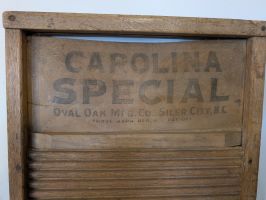 CAROLINA
SPECIAL
OVAL OAK MFG. CO. SILER CITY, N.C.